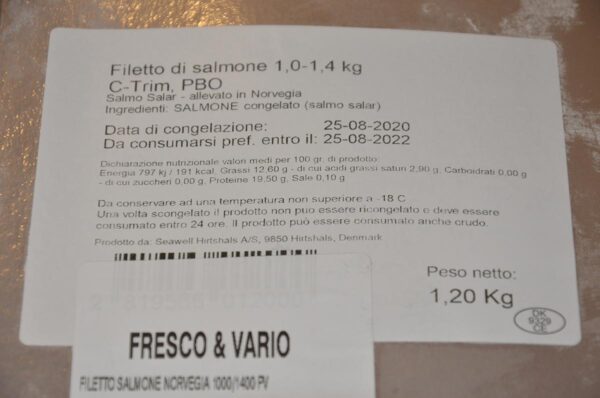 Filetto di salmone 1,0-1,4 kg
C-Trim, PBO
Salmo Salar - allevato in Norvegia
Ingredienti: SALMONE congelato (salmo salar)
Data di congelazione: 25-08-2020
Da consumarsi pref. entro il: 25-08-2022
Dichiarazione nutrizionale valori medi per 100 gr. di prodotto:
Energia 797 kj / 191 kcal, Grassi 12,60 g - di cui acidi grassi saturi 2,90 g, Carboidrati 0,00 g
- di cui zuccheri 0,00 g, Proteine 19,50 g, Sale 0,10 g
Da conservare ad una temperatura non superiore a -18 C
Una volta scongelato il prodotto non può essere ricongelato e deve essere
consumato entro 24 ore. Il prodotto può essere consumato anche crudo.
Prodotto da: Seawell Hirtshals A/S, 9850 Hirtshals, Denmark
Peso netto:
1,20 Kg
DK
9329
CE
FRESCO & VARIO
FILETTO SALMONE NORVEGIA 1000/1400 PV